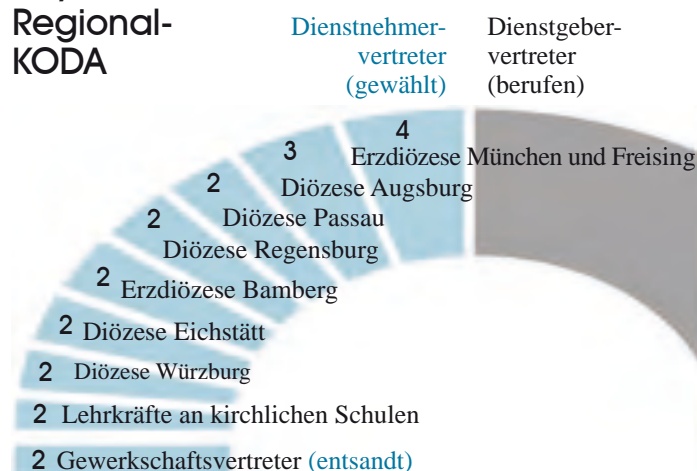 Regional-
KODA
Dienstnehmer-
vertreter
(gewählt)
Dienstgeber-
vertreter
(berufen)
4
Erzdiözese München und Freising
3
Diözese Augsburg
2
Diözese Passau
2
Diözese Regensburg
2 Erzdiözese Bamberg
2 Diözese Eichstätt
2 Diözese Würzburg
2 Lehrkräfte an kirchlichen Schulen
2 Gewerkschaftsvertreter (entsandt)